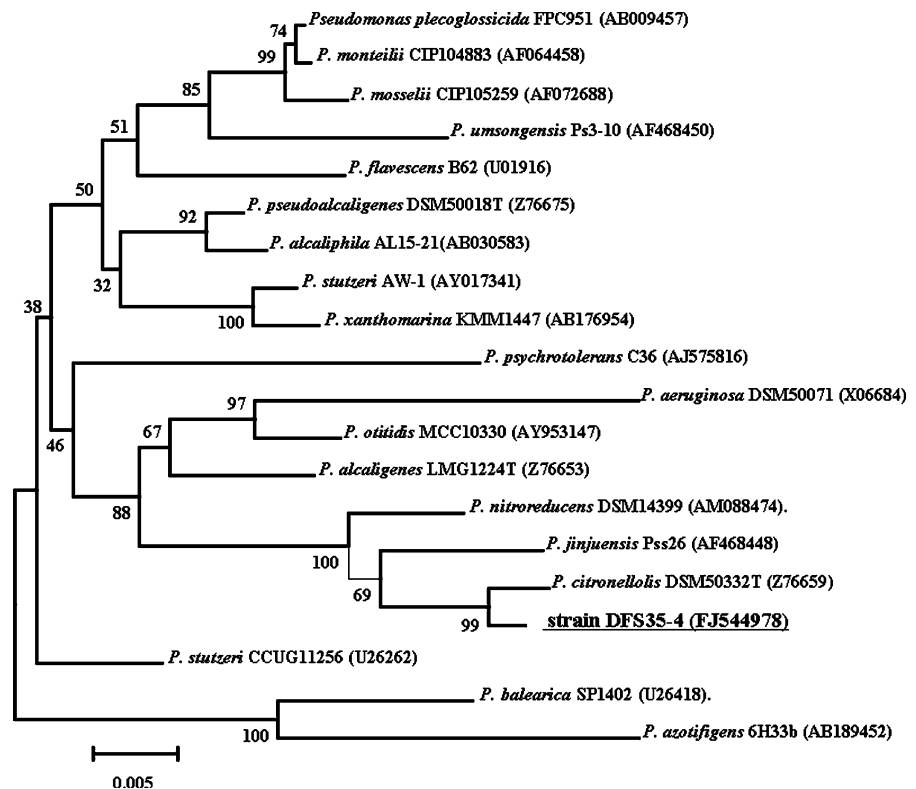 Pseudomonas plecoglossicida FPC951 (AB009457)
74
P. monteilii CIP104883 (AF064458)
99
P. mosselii CIP105259 (AF072688)
85
P. umsongensis Ps3-10 (AF468450)
51
P. flavescens B62 (U01916)
50
P. pseudoalcaligenes DSM50018T (Z76675)
92
P. alcaliphila AL15-21(AB030583)
32
P. stutzeri AW-1 (AY017341)
38
100
P. xanthomarina KMM1447 (AB176954)
P. psychrotolerans C36 (AJ575816)
P. aeruginosa DSM50071 (X06684)
97
67
P. otitidis MCC10330 (AY953147)
46
P. alcaligenes LMG1224T (Z76653)
88
P. nitroreducens DSM14399 (AM088474).
P. jinjuensis Pss26 (AF468448)
100
P. citronellolis DSM50332T (Z76659)
69
strain DFS35-4 (FJ544978)
99
P. stutzeri CCUG11256 (U26262)
P. balearica SP1402 (U26418).
100
P. azotifigens 6H33b (AB189452)
0.005